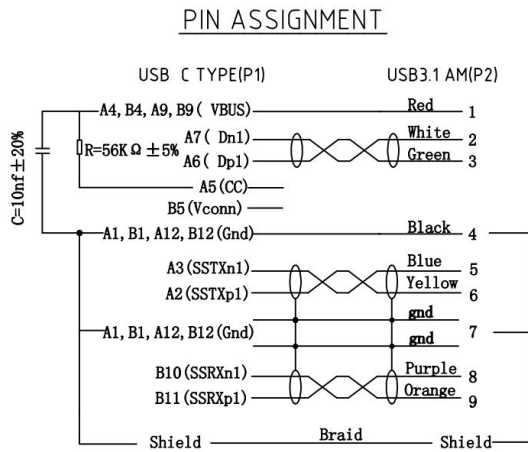 PIN ASSIGNMENT
USB C TYPE(P1) USB3.1 AM(P2)
A4, B4, A9, B9( VBUS) Red 1
A7( Dn1) White 2
R=56KΩ ±5% A6( Dp1) Green 3
C=10nf±20%
A5(CC)
B5(Vconn)
A1, B1, A12, B12(Gnd) Black 4
A3(SSTXn1) Blue 5
A2(SSTXp1) Yellow 6
gnd
A1, B1, A12, B12(Gnd) 7
gnd
B10(SSRXn1) Purple 8
B11(SSRXp1) Orange 9
Shield Braid Shield